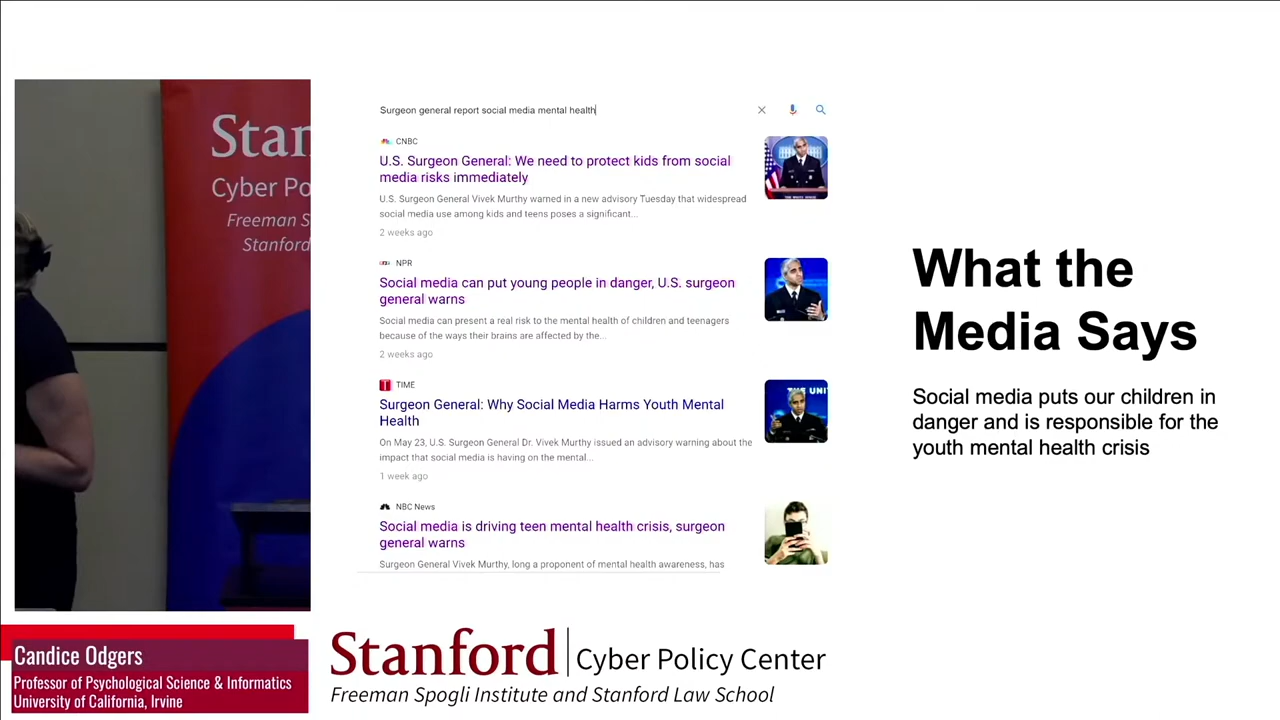 Stan
Cyber Po
Freeman S
Stanford
Surgeon general report social media mental health
CNBC
U.S. Surgeon General: We need to protect kids from social
media risks immediately
U.S. Surgeon General Vivek Murthy warned in a new advisory Tuesday that widespread
social media use among kids and teens poses a significant...
2 weeks ago
NPR
Social media can put young people in danger, U.S. surgeon
general warns
Social media can present a real risk to the mental health of children and teenagers
because of the ways their brains are affected by the...
2 weeks ago
TIME
Surgeon General: Why Social Media Harms Youth Mental
Health
On May 23, U.S. Surgeon General Dr. Vivek Murthy issued an advisory warning about the
impact that social media is having on the mental...
1 week ago
NBC News
Social media is driving teen mental health crisis, surgeon
general warns
Surgeon General Vivek Murthy, long a proponent of mental health awareness, has
What the
Media Says
Social media puts our children in
danger and is responsible for the
youth mental health crisis
Candice Odgers
Professor of Psychological Science & Informatics
University of California, Irvine
Stanford | Cyber Policy Center
Freeman Spogli Institute and Stanford Law School